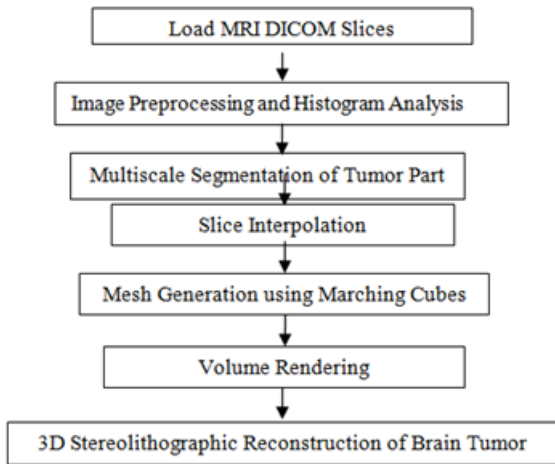 Load MRI DICOM Slices
Image Preprocessing and Histogram Analysis
Multiscale Segmentation of Tumor Part
Slice Interpolation
Mesh Generation using Marching Cubes
Volume Rendering
3D Stereolithographic Reconstruction of Brain Tumor